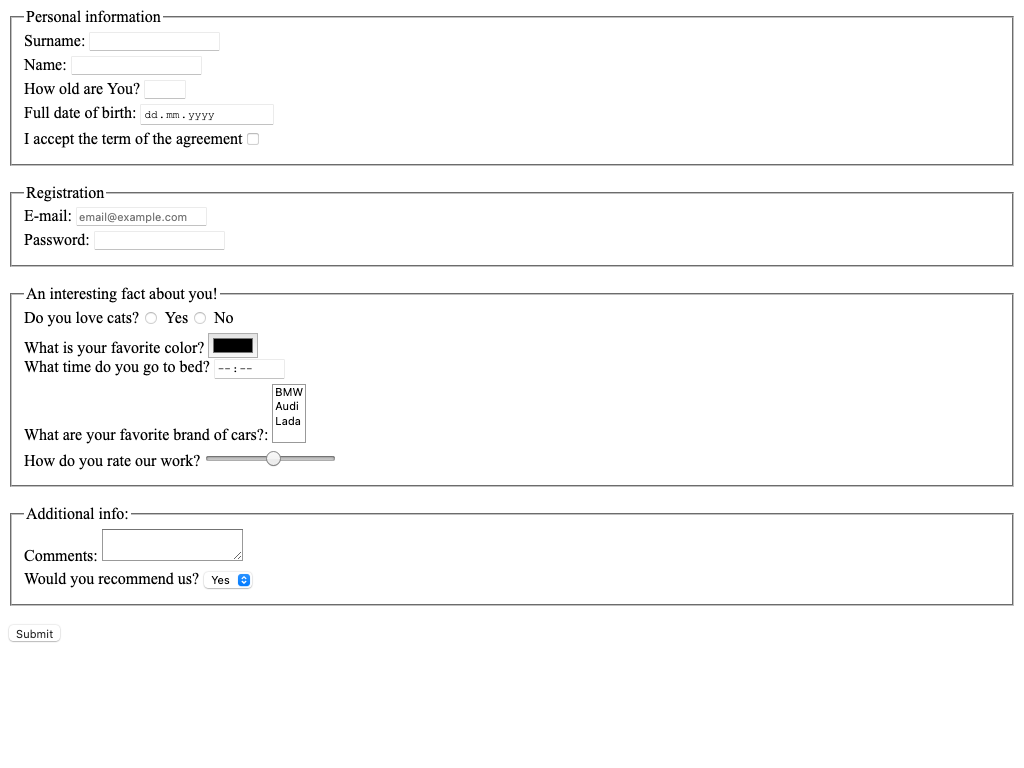 Personal information
Surname:
Name:
How old are You?
Full date of birth: dd.mm.yyyy
I accept the term of the agreement
Registration
E-mail: email@example.com
Password:
An interesting fact about you!
Do you love cats? Yes No
What is your favorite color?
What time do you go to bed? --:--
BMW
Audi
Lada
What are your favorite brand of cars?:
How do you rate our work?
Additional info:
Comments:
Would you recommend us? Yes
Submit